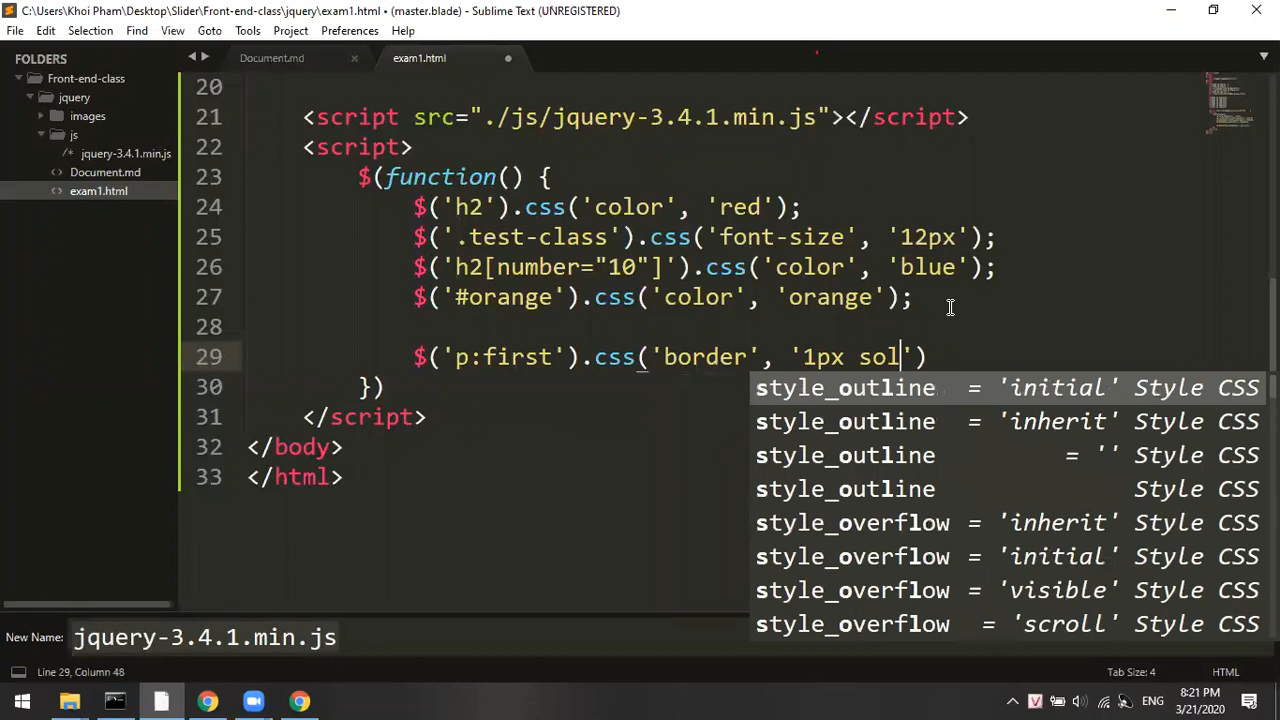 C:\Users\Khoi Pham\Desktop\Slider\Front-end-class\jquery\exam1.html • (master.blade) - Sublime Text (UNREGISTERED)
File Edit Selection Find View Goto Tools Project Preferences Help
FOLDERS
Front-end-class
jquery
images
js
jquery-3.4.1.min.js
Document.md
exam1.html
Document.md
exam1.html
20
21 <script src="./js/jquery-3.4.1.min.js"></script>
22 <script>
23 $(function() {
24 $('h2').css('color', 'red');
25 $('.test-class').css('font-size', '12px');
26 $('h2[number="10"]').css('color', 'blue');
27 $('#orange').css('color', 'orange');
28
29 $('p:first').css('border', '1px sol')
30 })
31 </script>
32 </body>
33 </html>
style_outline = 'initial' Style CSS
style_outline = 'inherit' Style CSS
style_outline = '' Style CSS
style_outline Style CSS
style_overflow = 'inherit' Style CSS
style_overflow = 'initial' Style CSS
style_overflow = 'visible' Style CSS
style_overflow = 'scroll' Style CSS
New Name: jquery-3.4.1.min.js
Line 29, Column 48
Tab Size: 4
HTML
V
ENG
8:21 PM
3/21/2020